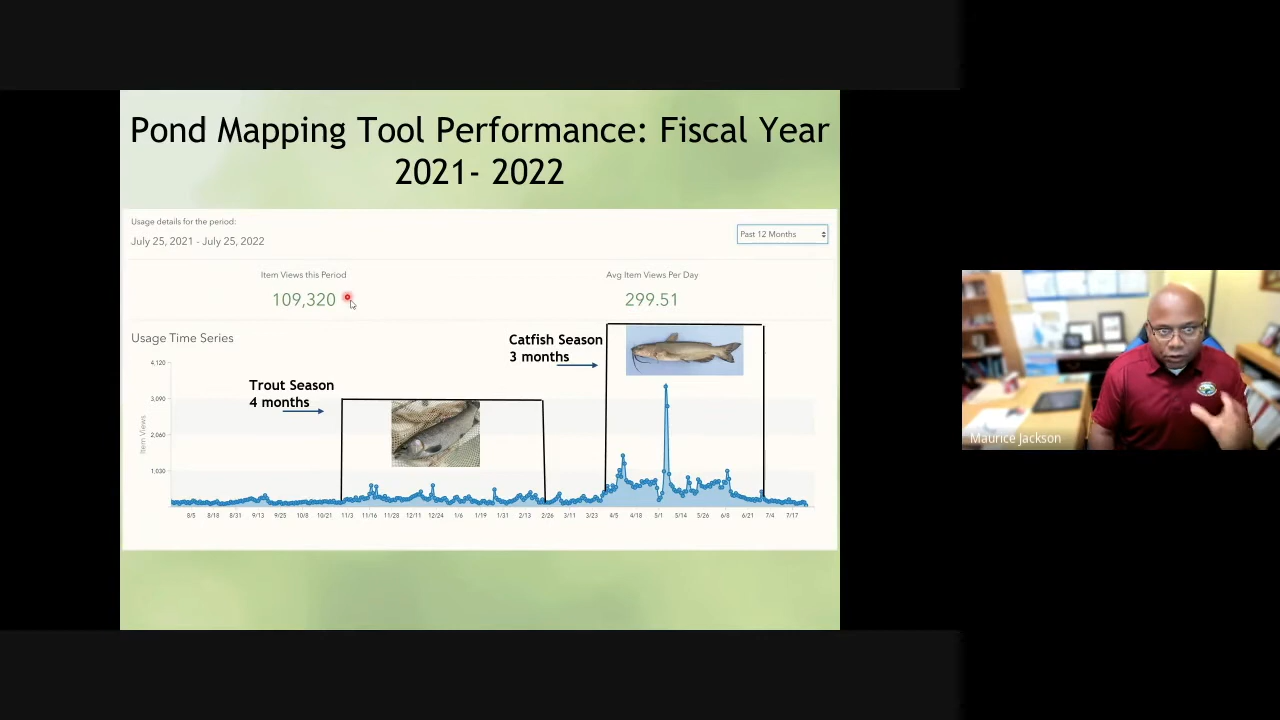 Pond Mapping Tool Performance: Fiscal Year
2021- 2022
Usage details for the period:
July 25, 2021 - July 25, 2022
Past 12 Months
Item Views this Period
109,320
Avg Item Views Per Day
299.51
Usage Time Series
Catfish Season
3 months
Trout Season
4 months
Item Views
4,120
3,090
2,060
1,030
8/5 8/18 8/31 9/13 9/25 10/8 10/21 11/3 11/16 11/28 12/11 12/24 1/6 1/19 1/31 2/13 2/26 3/11 3/23 4/5 4/18 5/1 5/14 5/26 6/8 6/21 7/4 7/17
Maurice Jackson